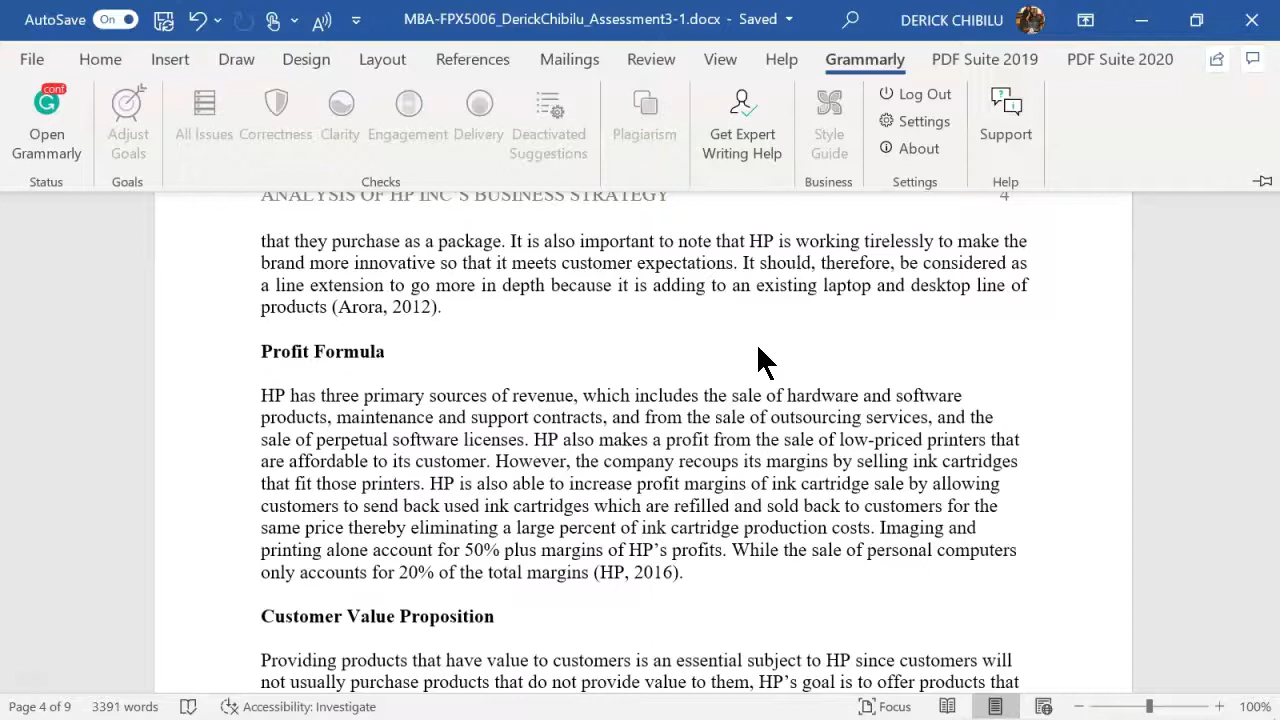 AutoSave On MBA-FPX5006_DerickChibilu_Assessment3-1.docx - Saved DERICK CHIBILU
File Home Insert Draw Design Layout References Mailings Review View Help Grammarly PDF Suite 2019 PDF Suite 2020
conf
Open Grammarly
Adjust Goals
All Issues
Correctness
Clarity
Engagement
Delivery
Deactivated Suggestions
Plagiarism
Get Expert Writing Help
Style Guide
Log Out
Settings
About
Support
Status Goals Checks Business Settings Help
ANALYSIS OF HP INC'S BUSINESS STRATEGY 4
that they purchase as a package. It is also important to note that HP is working tirelessly to make the
brand more innovative so that it meets customer expectations. It should, therefore, be considered as
a line extension to go more in depth because it is adding to an existing laptop and desktop line of
products (Arora, 2012).
Profit Formula
HP has three primary sources of revenue, which includes the sale of hardware and software
products, maintenance and support contracts, and from the sale of outsourcing services, and the
sale of perpetual software licenses. HP also makes a profit from the sale of low-priced printers that
are affordable to its customer. However, the company recoups its margins by selling ink cartridges
that fit those printers. HP is also able to increase profit margins of ink cartridge sale by allowing
customers to send back used ink cartridges which are refilled and sold back to customers for the
same price thereby eliminating a large percent of ink cartridge production costs. Imaging and
printing alone account for 50% plus margins of HP's profits. While the sale of personal computers
only accounts for 20% of the total margins (HP, 2016).
Customer Value Proposition
Providing products that have value to customers is an essential subject to HP since customers will
not usually purchase products that do not provide value to them, HP's goal is to offer products that
Page 4 of 9 3391 words Accessibility: Investigate Focus 100%